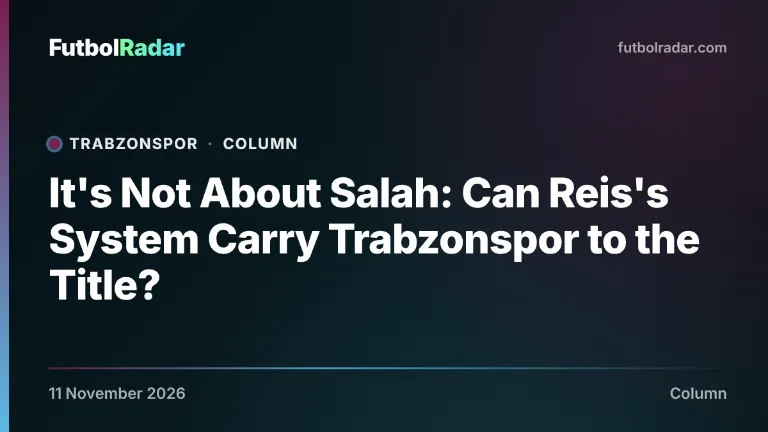 FutbolRadar
futbolradar.com
TRABZONSPOR · COLUMN
It's Not About Salah: Can Reis's
System Carry Trabzonspor to the
Title?
11 November 2026
Column